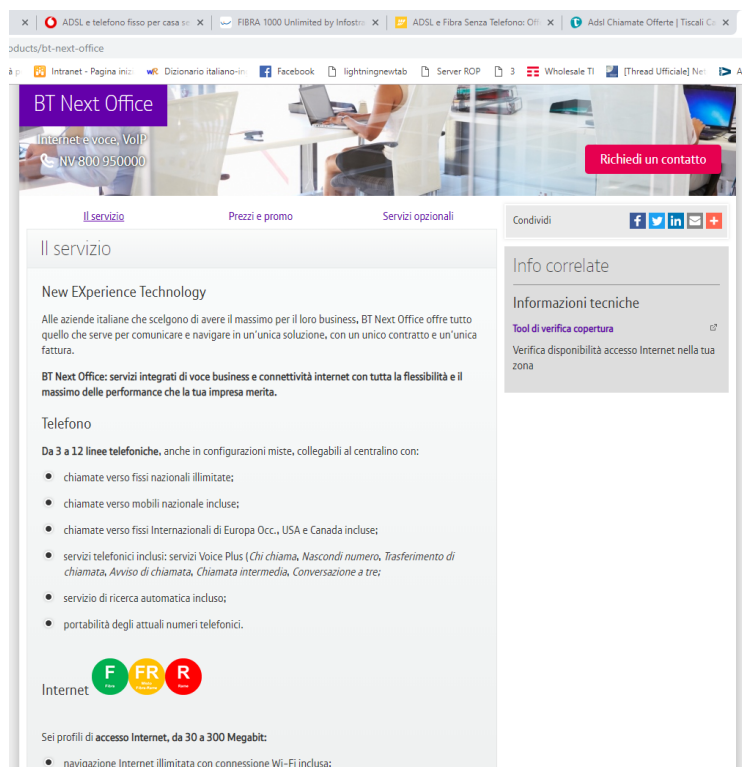 ADSL e telefono fisso per casa se
FIBRA 1000 Unlimited by Infostra
ADSL e Fibra Senza Telefono: Off
Adsl Chiamate Offerte | Tiscali Ca
oducts/bt-next-office
à p
Intranet - Pagina iniz
wR Dizionario italiano-in
Facebook
lightningnewtab
Server ROP
3
Wholesale TI
[Thread Ufficiale] Net
A
BT Next Office
Internet e voce, VoIP
NV 800 950000
Richiedi un contatto
Il servizio
Prezzi e promo
Servizi opzionali
Condividi
Il servizio
Info correlate
New EXperience Technology
Informazioni tecniche
Alle aziende italiane che scelgono di avere il massimo per il loro business, BT Next Office offre tutto
quello che serve per comunicare e navigare in un'unica soluzione, con un unico contratto e un'unica
fattura.
Tool di verifica copertura
Verifica disponibilità accesso Internet nella tua
zona
BT Next Office: servizi integrati di voce business e connettività internet con tutta la flessibilità e il
massimo delle performance che la tua impresa merita.
Telefono
Da 3 a 12 linee telefoniche, anche in configurazioni miste, collegabili al centralino con:
chiamate verso fissi nazionali illimitate;
chiamate verso mobili nazionale incluse;
chiamate verso fissi Internazionali di Europa Occ., USA e Canada incluse;
servizi telefonici inclusi: servizi Voice Plus (Chi chiama, Nascondi numero, Trasferimento di
chiamata, Avviso di chiamata, Chiamata intermedia, Conversazione a tre;
servizio di ricerca automatica incluso;
portabilità degli attuali numeri telefonici.
Internet
F
FR
R
Sei profili di accesso Internet, da 30 a 300 Megabit:
navigazione Internet illimitata con connessione Wi-Fi inclusa;